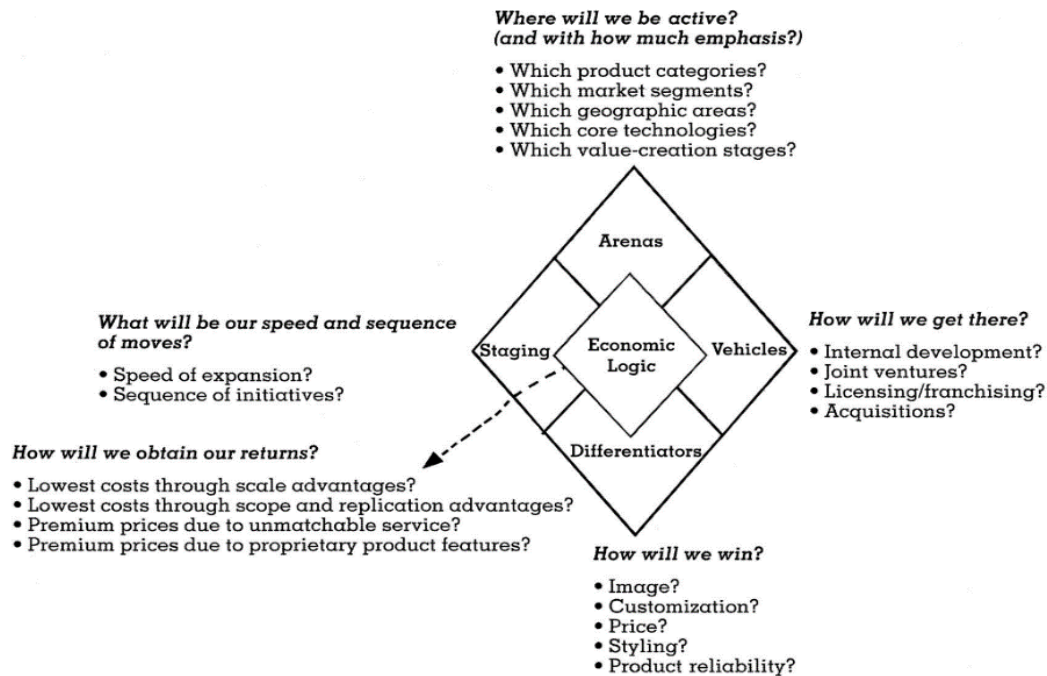 Where will we be active?
(and with how much emphasis?)
• Which product categories?
• Which market segments?
• Which geographic areas?
• Which core technologies?
• Which value-creation stages?
Arenas
What will be our speed and sequence
of moves?
• Speed of expansion?
• Sequence of initiatives?
Staging
Economic
Logic
Vehicles
How will we get there?
• Internal development?
• Joint ventures?
• Licensing/franchising?
• Acquisitions?
Differentiators
How will we obtain our returns?
• Lowest costs through scale advantages?
• Lowest costs through scope and replication advantages?
• Premium prices due to unmatchable service?
• Premium prices due to proprietary product features?
How will we win?
• Image?
• Customization?
• Price?
• Styling?
• Product reliability?